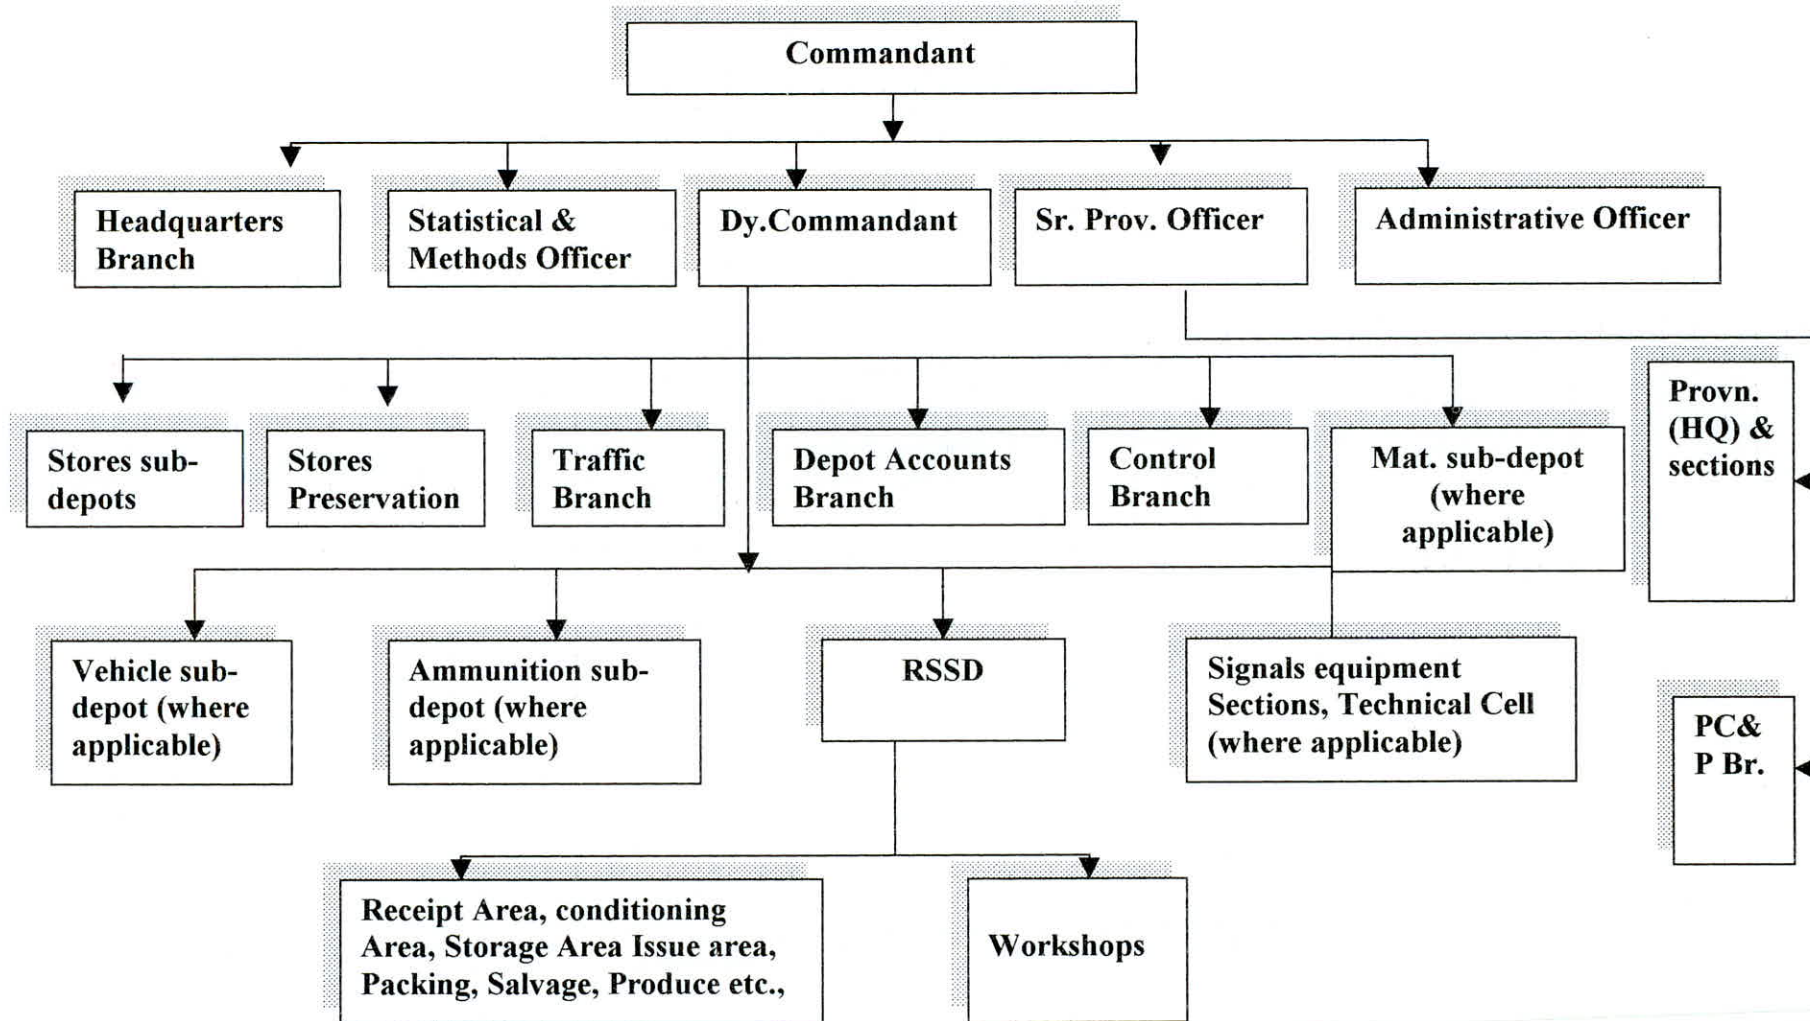 Commandant
Headquarters
Branch
Statistical &
Methods Officer
Dy.Commandant
Sr. Prov. Officer
Administrative Officer
Stores sub-
depots
Stores
Preservation
Traffic
Branch
Depot Accounts
Branch
Control
Branch
Mat. sub-depot
(where
applicable)
Provn.
(HQ) &
sections
Vehicle sub-
depot (where
applicable)
Ammunition sub-
depot (where
applicable)
RSSD
Signals equipment
Sections, Technical Cell
(where applicable)
PC&
P Br.
Receipt Area, conditioning
Area, Storage Area Issue area,
Packing, Salvage, Produce etc.,
Workshops